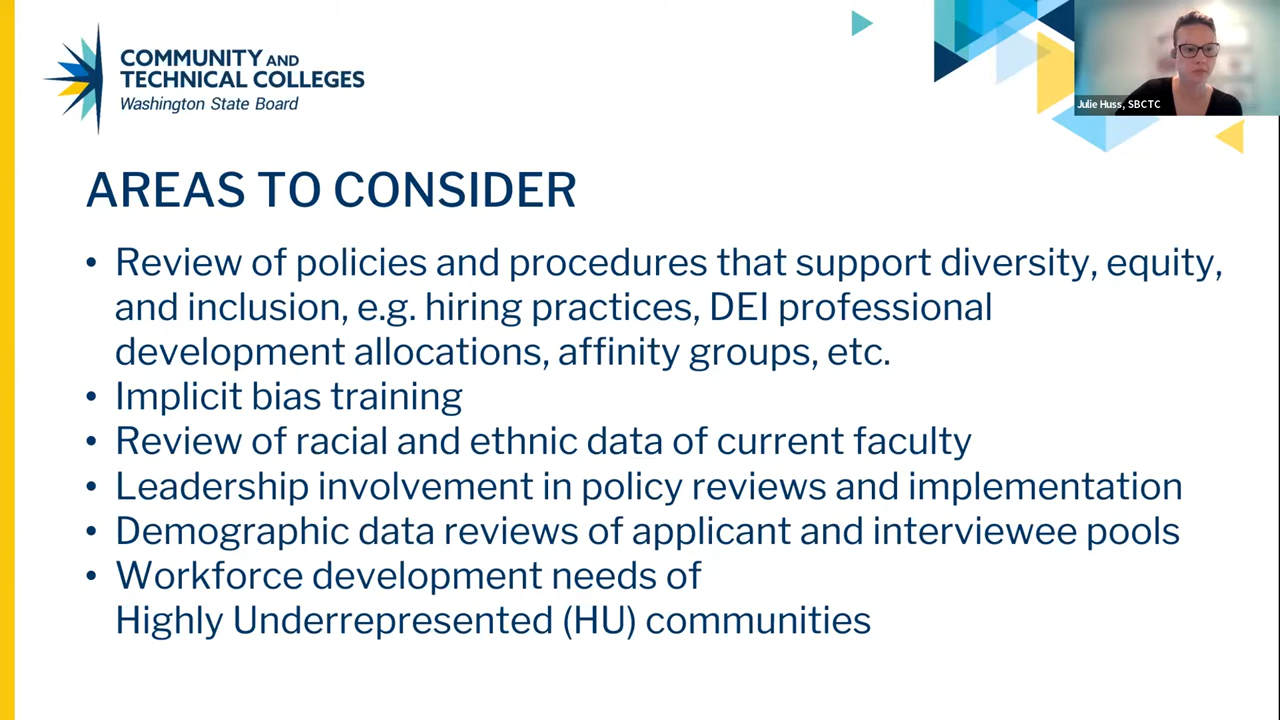 COMMUNITY AND
TECHNICAL COLLEGES
Washington State Board
Julie Huss, SBCTC
AREAS TO CONSIDER
• Review of policies and procedures that support diversity, equity,
and inclusion, e.g. hiring practices, DEI professional
development allocations, affinity groups, etc.
• Implicit bias training
• Review of racial and ethnic data of current faculty
• Leadership involvement in policy reviews and implementation
• Demographic data reviews of applicant and interviewee pools
• Workforce development needs of
Highly Underrepresented (HU) communities